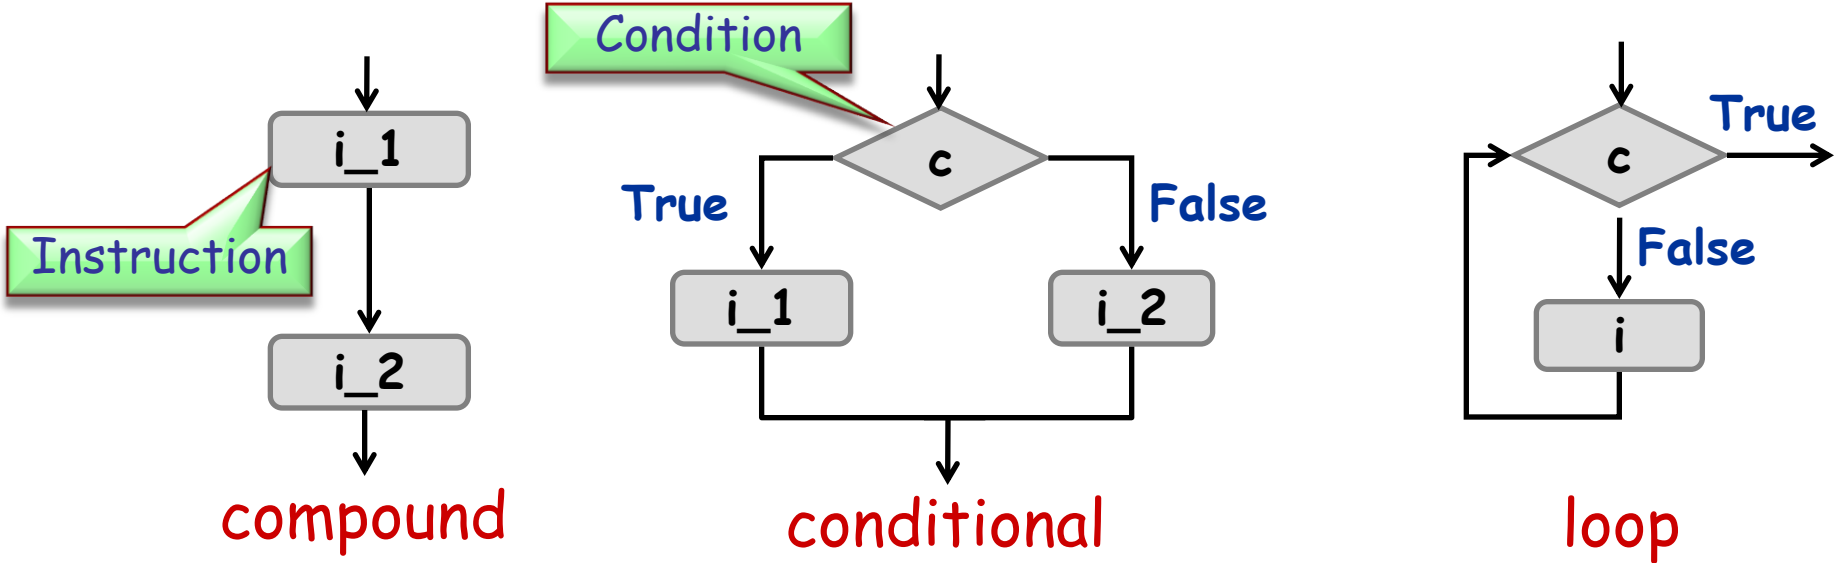 Instruction
i_1
i_2
compound
Condition
c
True
False
i_1
i_2
conditional
c
True
False
i
loop